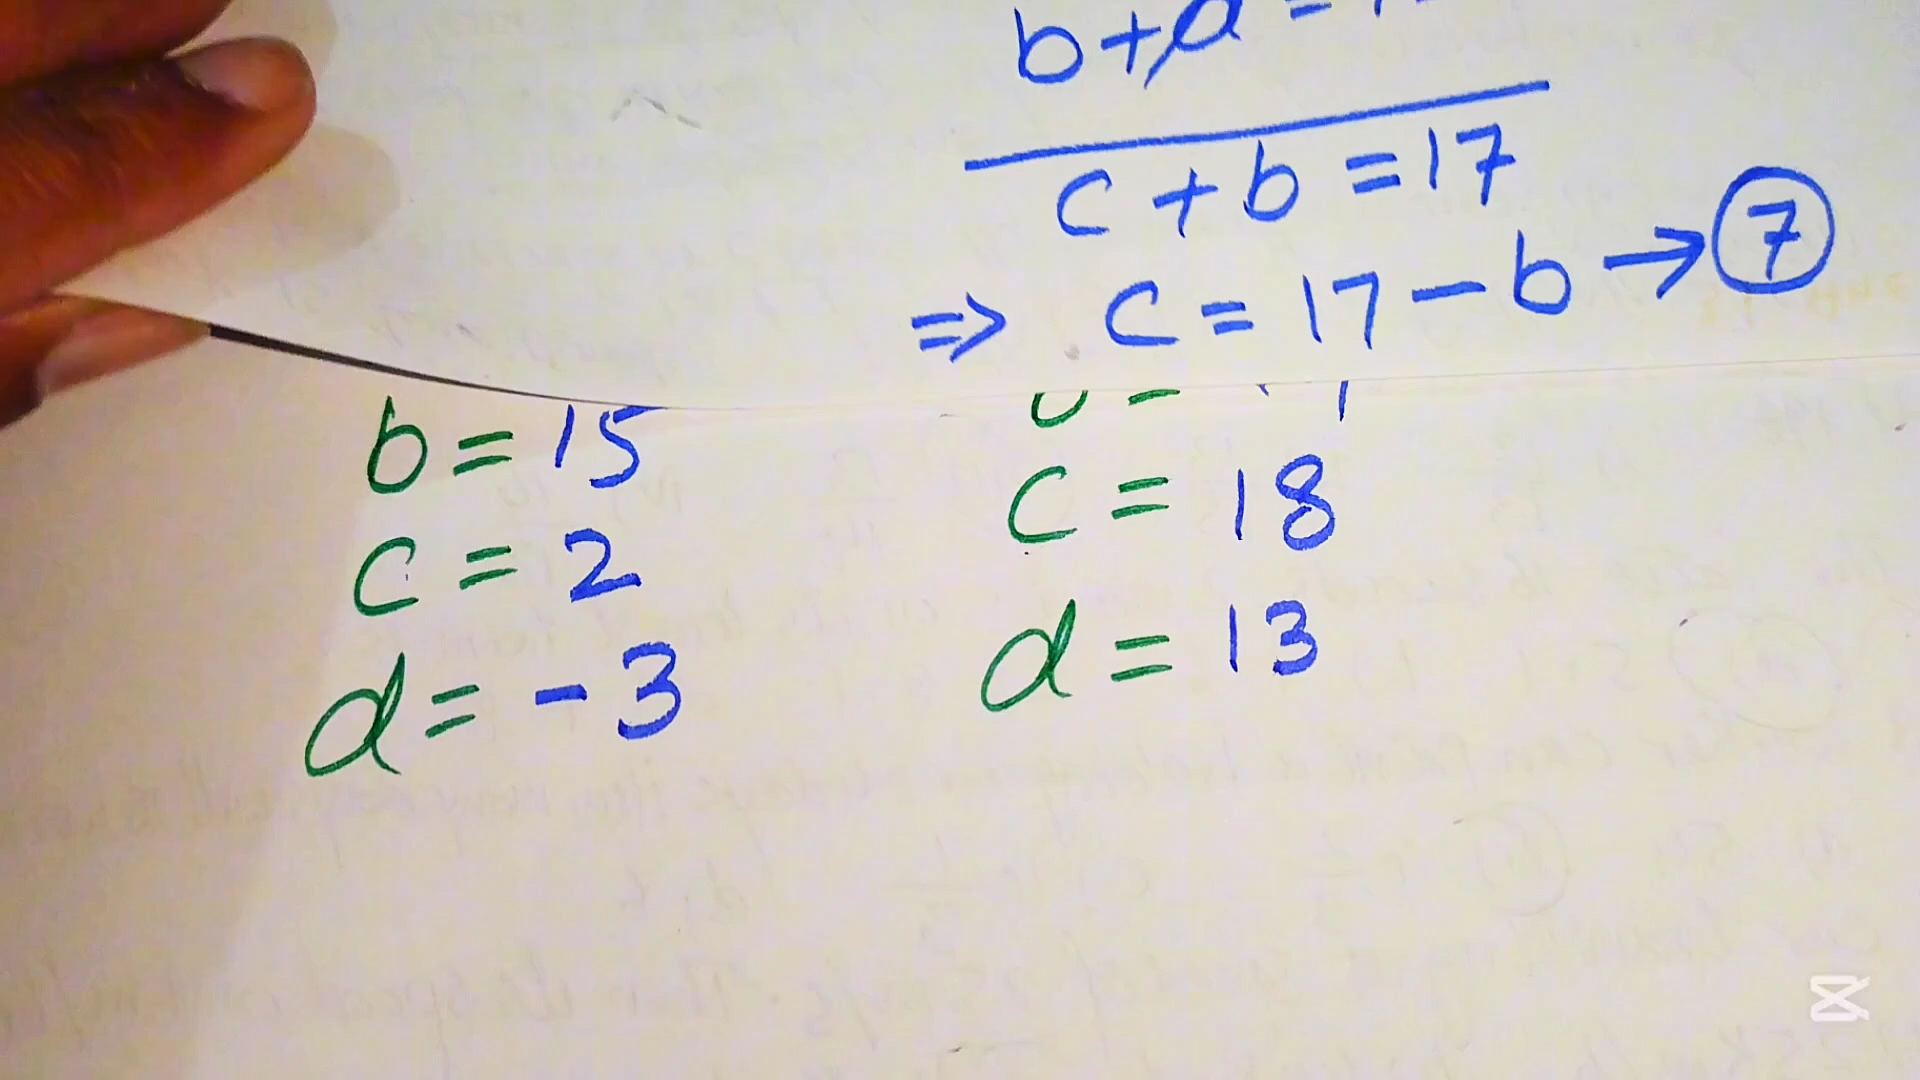 b+d =
c + b = 17
=> c = 17 - b → 7
b = 15
c = 2
d = -3
c = 18
d = 13